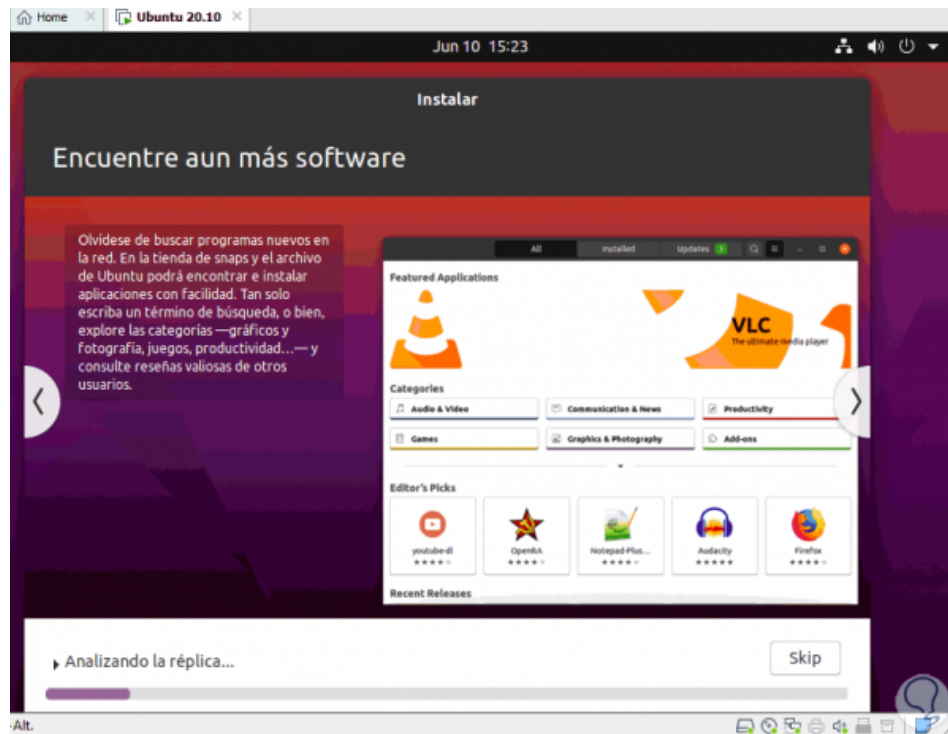 Home
Ubuntu 20.10
Jun 10 15:23
Instalar
Encuentre aun más software
Olvídese de buscar programas nuevos en
la red. En la tienda de snaps y el archivo
de Ubuntu podrá encontrar e instalar
aplicaciones con facilidad. Tan solo
escriba un término de búsqueda, o bien,
explore las categorías —gráficos y
fotografía, juegos, productividad...— y
consulte reseñas valiosas de otros
usuarios.
All Installed Updates
Featured Applications
VLC
The ultimate media player
Categories
Audio & Video Communication & News Productivity
Games Graphics & Photography Add-ons
Editor's Picks
youtube-dl OpenRA Notepad-Plus... Audacity Firefox
Recent Releases
Analizando la réplica...
Skip
Alt.